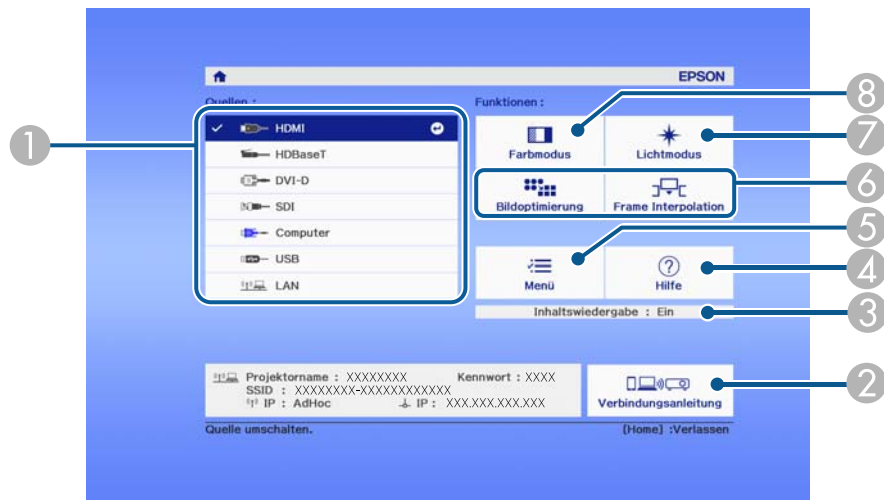 EPSON
Quellen :
Funktionen :
HDMI
HDBaseT
DVI-D
SDI
Computer
USB
LAN
Farbmodus
Lichtmodus
Bildoptimierung
Frame Interpolation
Menü
Hilfe
Inhaltswiedergabe : Ein
Projektorname : XXXXXXXX Kennwort : XXXX
SSID : XXXXXXXX-XXXXXXXXXXXX
IP : AdHoc IP : XXX.XXX.XXX.XXX
Verbindungsanleitung
Quelle umschalten. [Home] :Verlassen
1
8
7
6
5
4
3
2